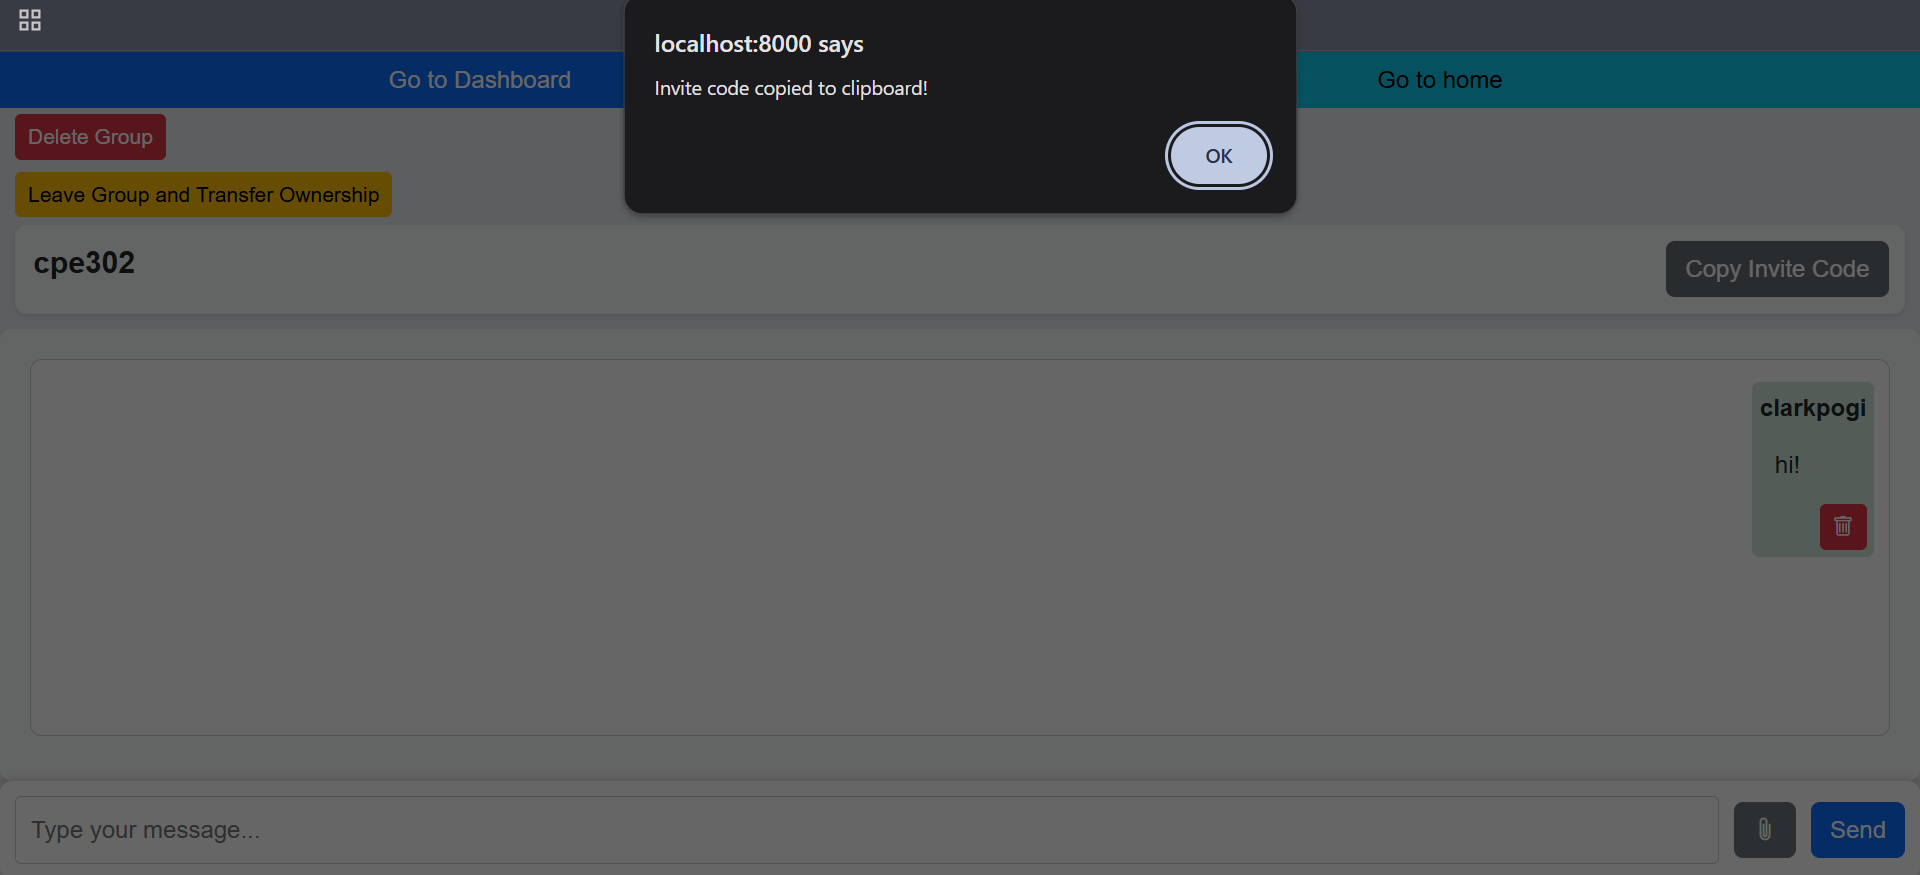 localhost:8000 says
Invite code copied to clipboard!
OK
Go to Dashboard
Go to home
Delete Group
Leave Group and Transfer Ownership
cpe302
Copy Invite Code
clarkpogi
hi!
Type your message...
Send